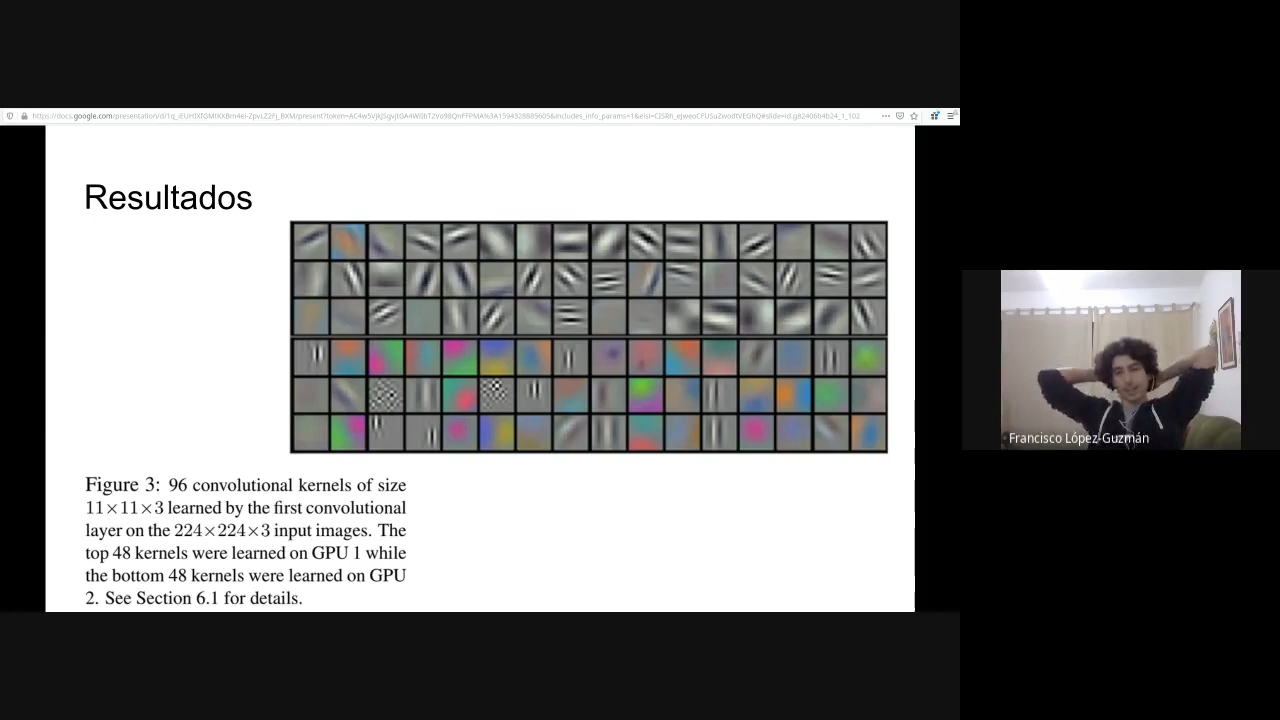 Resultados
Figure 3: 96 convolutional kernels of size
11×11×3 learned by the first convolutional
layer on the 224×224×3 input images. The
top 48 kernels were learned on GPU 1 while
the bottom 48 kernels were learned on GPU
2. See Section 6.1 for details.
Francisco López-Guzmán